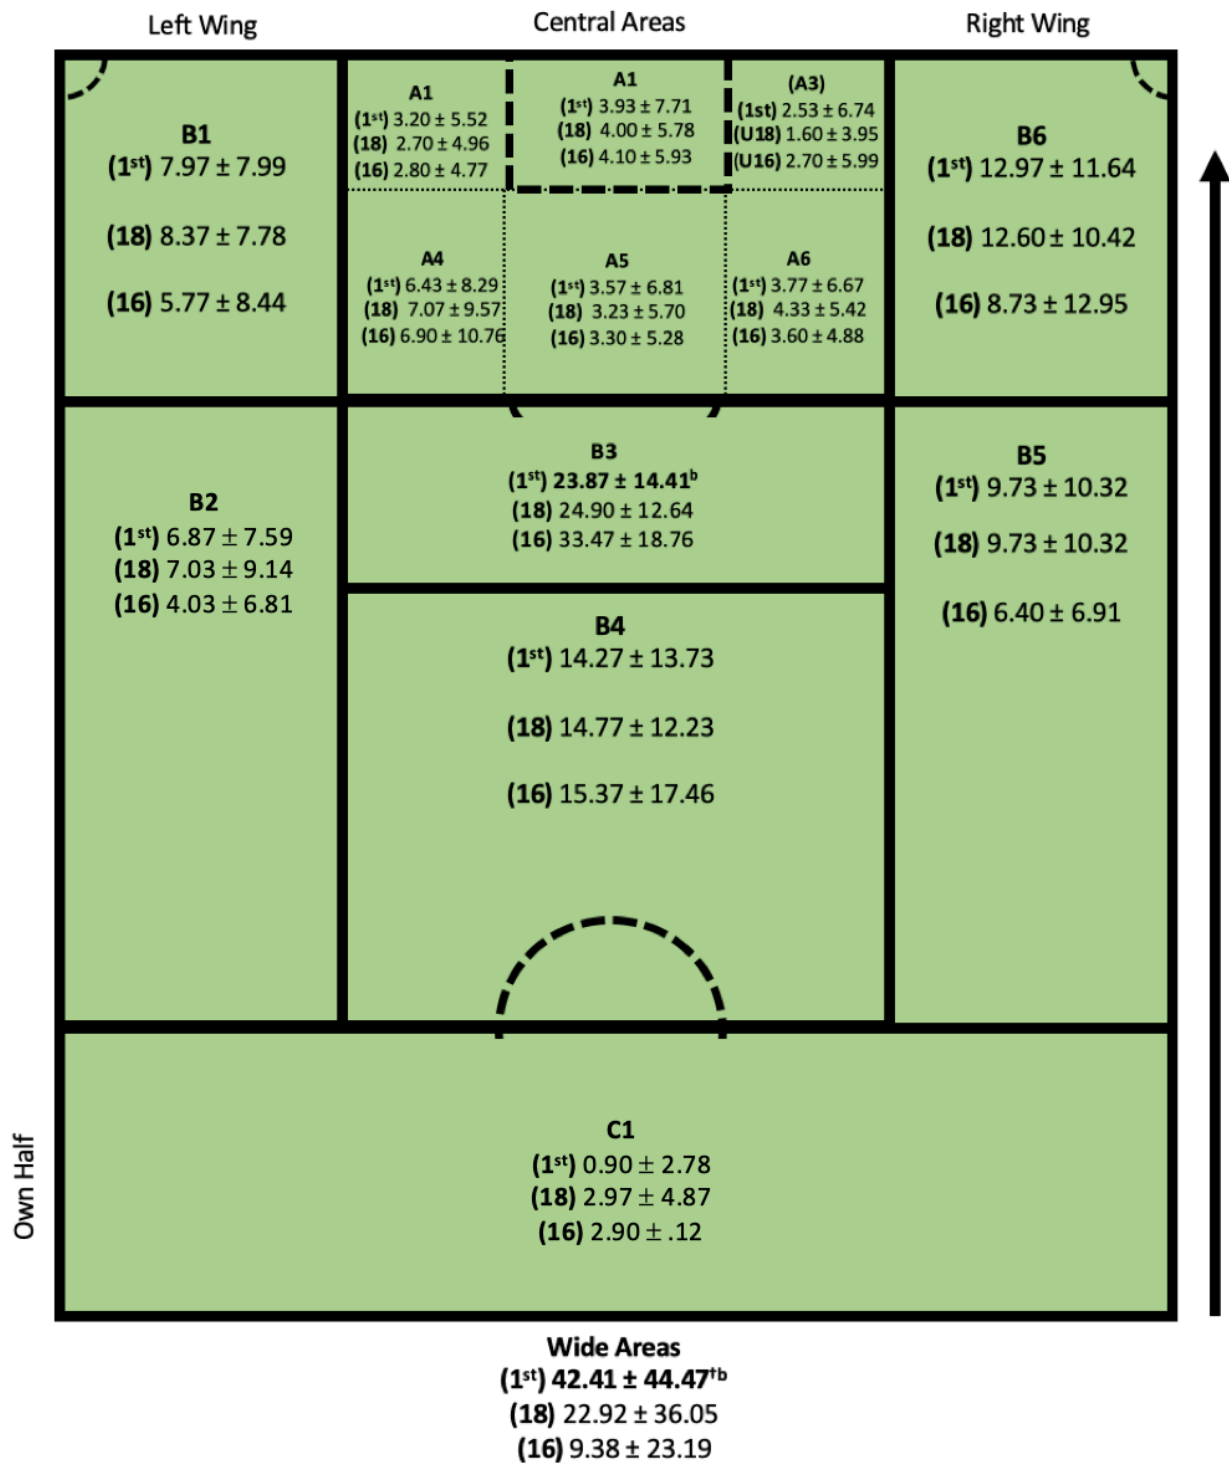 Left Wing
Central Areas
Right Wing
B1
(1st) 7.97 ± 7.99
(18) 8.37 ± 7.78
(16) 5.77 ± 8.44
A1
(1st) 3.20 ± 5.52
(18) 2.70 ± 4.96
(16) 2.80 ± 4.77
A1
(1st) 3.93 ± 7.71
(18) 4.00 ± 5.78
(16) 4.10 ± 5.93
(A3)
(1st) 2.53 ± 6.74
(U18) 1.60 ± 3.95
(U16) 2.70 ± 5.99
B6
(1st) 12.97 ± 11.64
(18) 12.60 ± 10.42
(16) 8.73 ± 12.95
A4
(1st) 6.43 ± 8.29
(18) 7.07 ± 9.57
(16) 6.90 ± 10.76
A5
(1st) 3.57 ± 6.81
(18) 3.23 ± 5.70
(16) 3.30 ± 5.28
A6
(1st) 3.77 ± 6.67
(18) 4.33 ± 5.42
(16) 3.60 ± 4.88
B2
(1st) 6.87 ± 7.59
(18) 7.03 ± 9.14
(16) 4.03 ± 6.81
B3
(1st) 23.87 ± 14.41b
(18) 24.90 ± 12.64
(16) 33.47 ± 18.76
B5
(1st) 9.73 ± 10.32
(18) 9.73 ± 10.32
(16) 6.40 ± 6.91
B4
(1st) 14.27 ± 13.73
(18) 14.77 ± 12.23
(16) 15.37 ± 17.46
Own Half
C1
(1st) 0.90 ± 2.78
(18) 2.97 ± 4.87
(16) 2.90 ± .12
Wide Areas
(1st) 42.41 ± 44.47†b
(18) 22.92 ± 36.05
(16) 9.38 ± 23.19